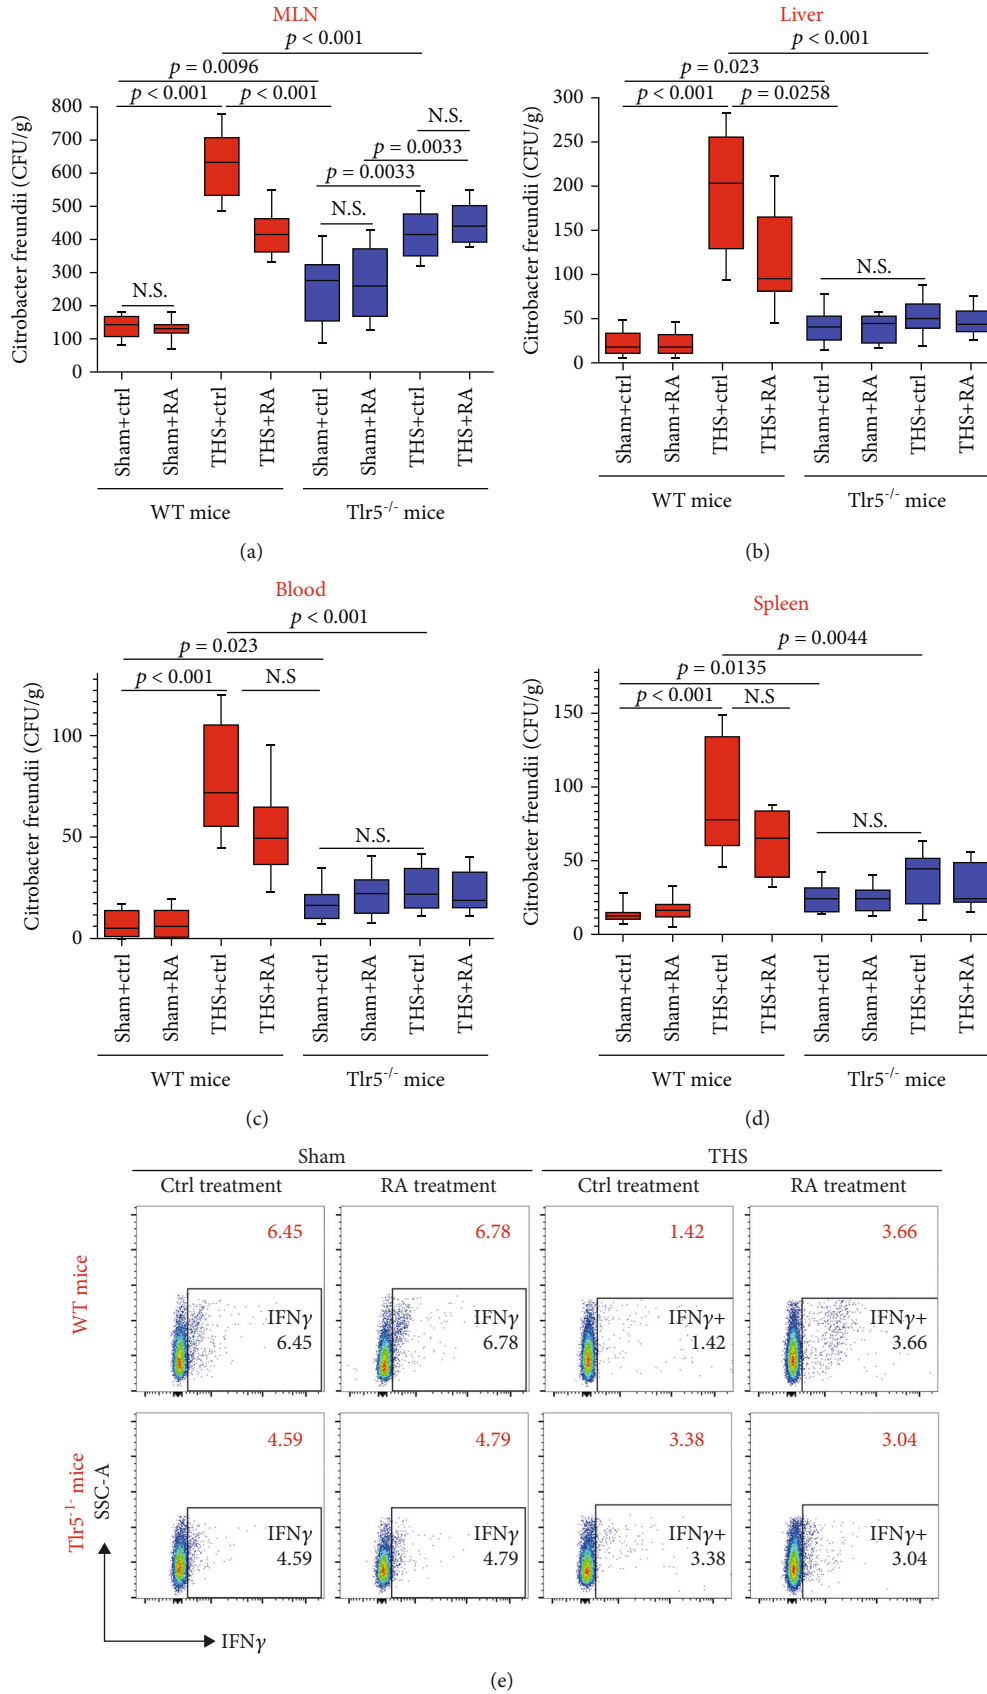 MLN
p < 0.001
p = 0.0096
p < 0.001
p < 0.001
N.S.
p = 0.0033
p = 0.0033
N.S.
N.S.
Citrobacter freundii (CFU/g)
800
700
600
500
400
300
200
100
0
Sham+ctrl
Sham+RA
THS+ctrl
THS+RA
Sham+ctrl
Sham+RA
THS+ctrl
THS+RA
WT mice
Tlr5-/- mice
(a)
Liver
p < 0.001
p = 0.023
p < 0.001
p = 0.0258
N.S.
Citrobacter freundii (CFU/g)
300
250
200
150
100
50
0
Sham+ctrl
Sham+RA
THS+ctrl
THS+RA
Sham+ctrl
Sham+RA
THS+ctrl
THS+RA
WT mice
Tlr5-/- mice
(b)
Blood
p < 0.001
p = 0.023
p < 0.001
N.S
N.S.
Citrobacter freundii (CFU/g)
100
50
0
Sham+ctrl
Sham+RA
THS+ctrl
THS+RA
Sham+ctrl
Sham+RA
THS+ctrl
THS+RA
WT mice
Tlr5-/- mice
(c)
Spleen
p = 0.0044
p = 0.0135
p < 0.001
N.S
N.S.
Citrobacter freundii (CFU/g)
150
100
50
0
Sham+ctrl
Sham+RA
THS+ctrl
THS+RA
Sham+ctrl
Sham+RA
THS+ctrl
THS+RA
WT mice
Tlr5-/- mice
(d)
Sham
THS
Ctrl treatment
RA treatment
Ctrl treatment
RA treatment
WT mice
6.45
IFNγ
6.45
6.78
IFNγ
6.78
1.42
IFNγ+
1.42
3.66
IFNγ+
3.66
Tlr5-1- mice
SSC-A
4.59
IFNγ
4.59
4.79
IFNγ
4.79
3.38
IFNγ+
3.38
3.04
IFNγ+
3.04
IFNγ
(e)